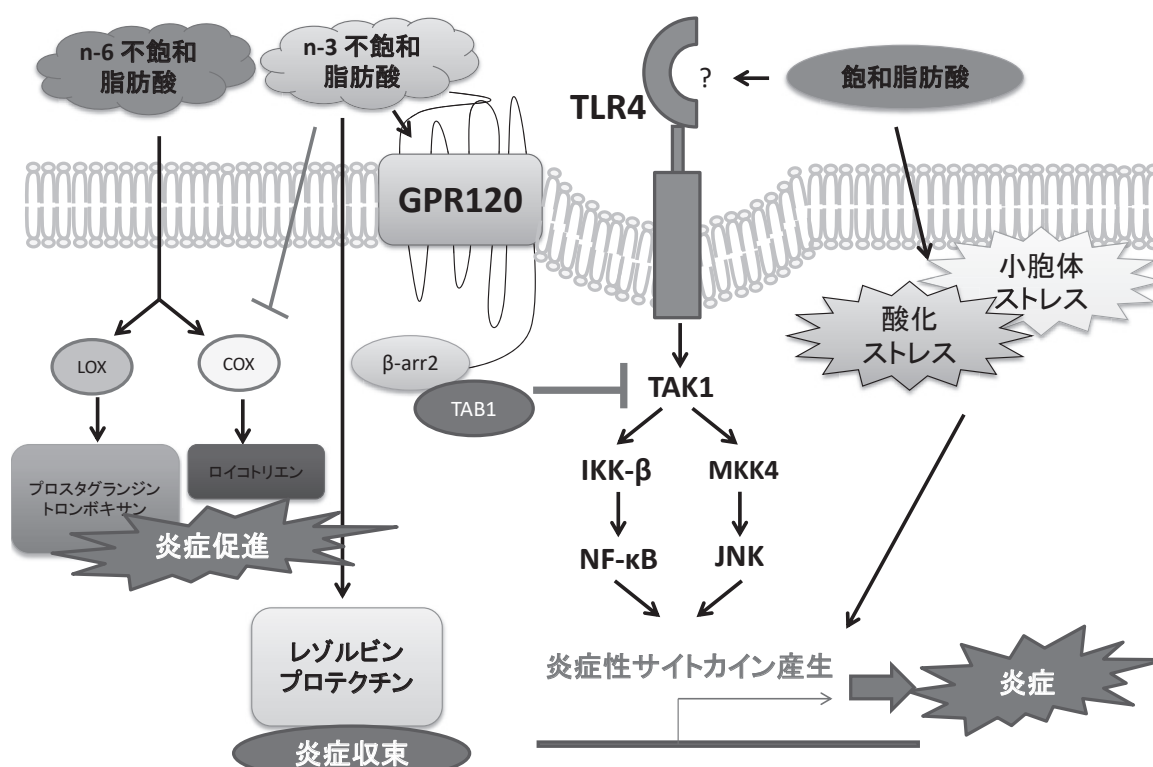 n-6 不飽和
脂肪酸
n-3 不飽和
脂肪酸
TLR4
?
飽和脂肪酸
GPR120
小胞体
ストレス
酸化
ストレス
LOX
COX
β-arr2
TAB1
TAK1
プロスタグランジン
トロンボキサン
ロイコトリエン
炎症促進
IKK-β
MKK4
NF-κB
JNK
レゾルビン
プロテクチン
炎症収束
炎症性サイトカイン産生
炎症